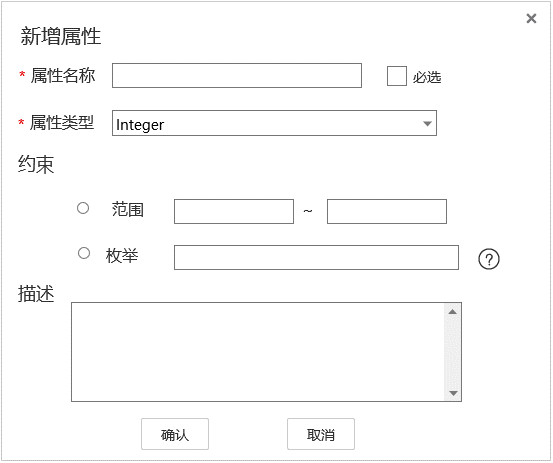 新增属性
* 属性名称 必选
* 属性类型 Integer
约束
范围 ~
枚举 ?
描述
确认 取消